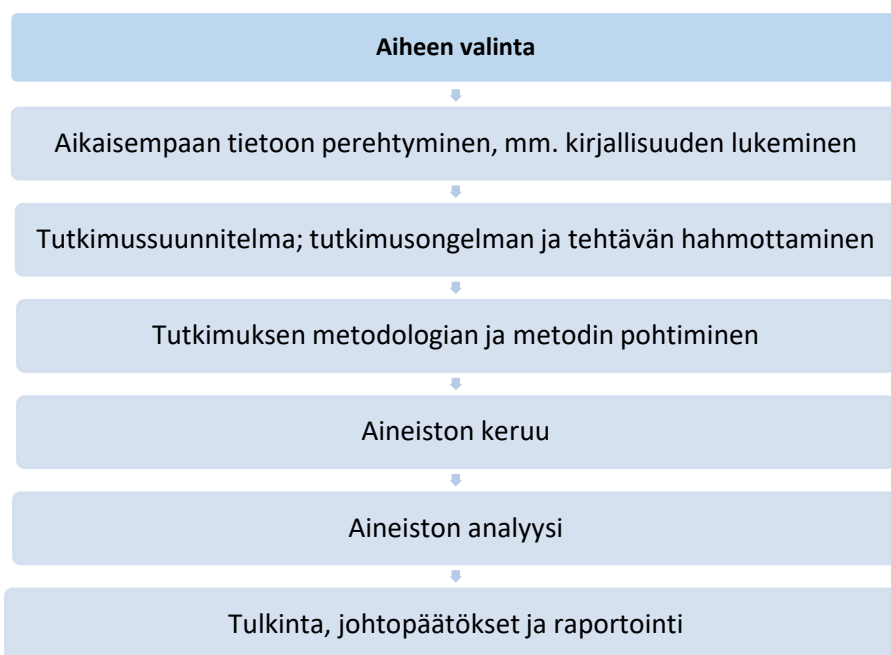 Aiheen valinta
Aikaisempaan tietoon perehtyminen, mm. kirjallisuuden lukeminen
Tutkimussuunnitelma; tutkimusongelman ja tehtävän hahmottaminen
Tutkimuksen metodologian ja metodin pohtiminen
Aineiston keruu
Aineiston analyysi
Tulkinta, johtopäätökset ja raportointi